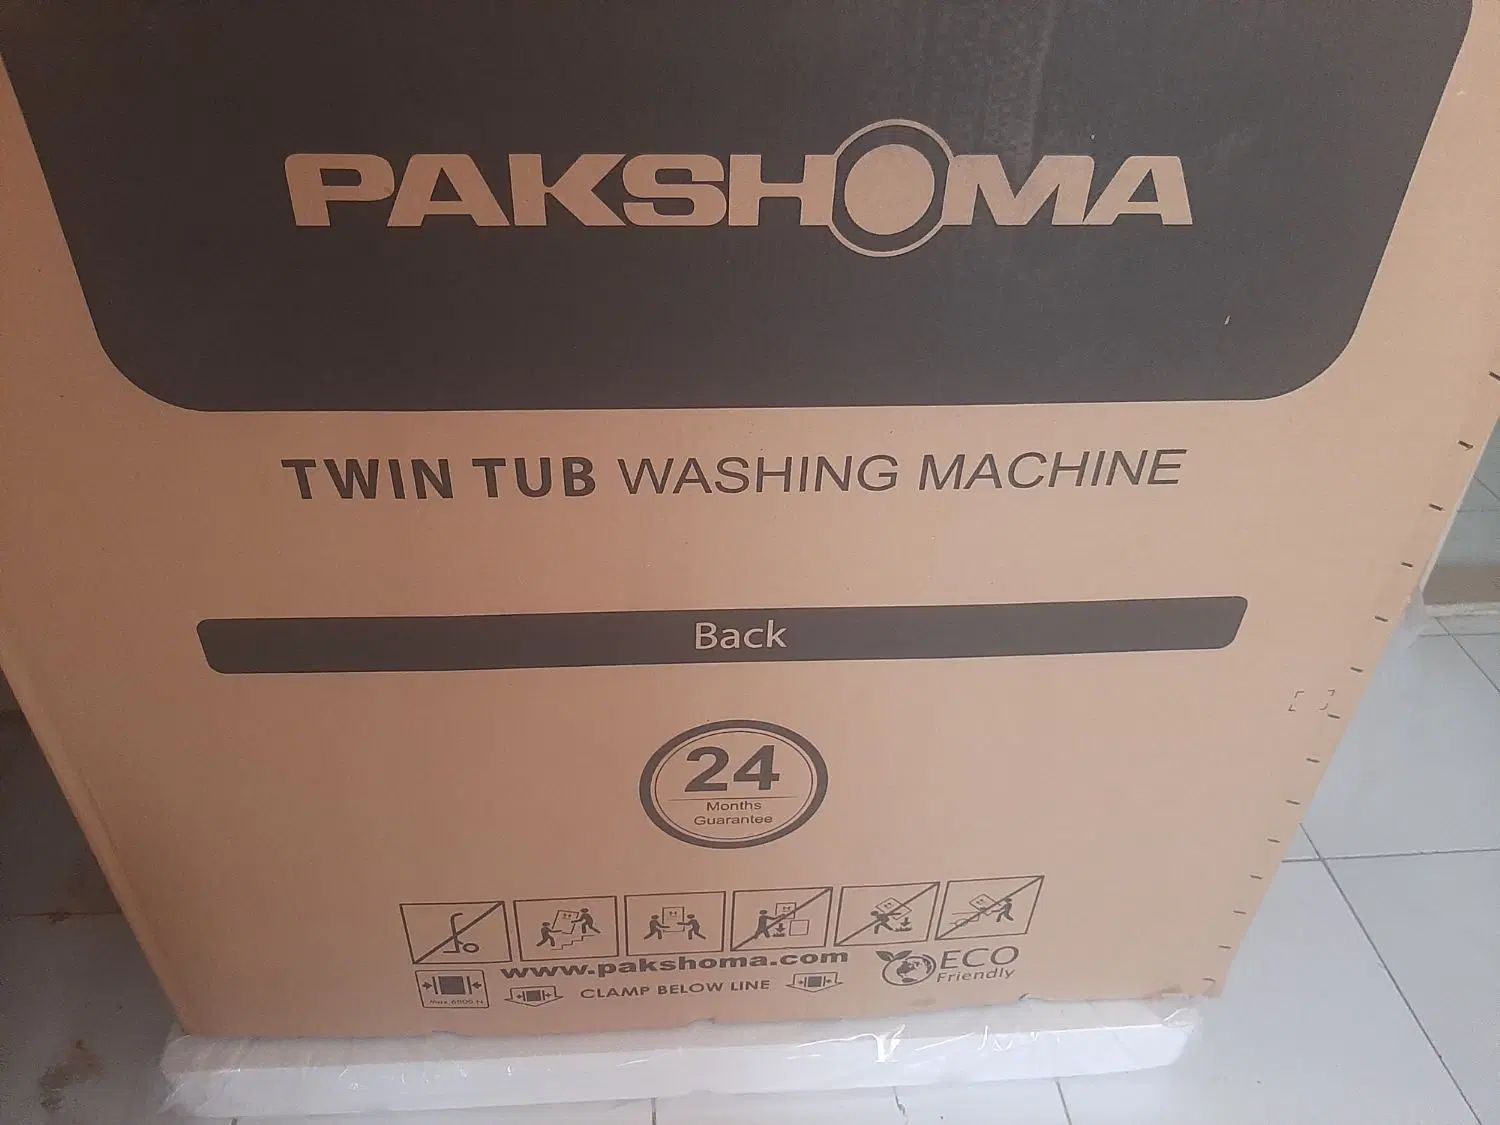 PAKSHOMA
TWIN TUB WASHING MACHINE
Back
24
Months
Guarantee
www.pakshoma.com
ECO
Friendly
CLAMP BELOW LINE